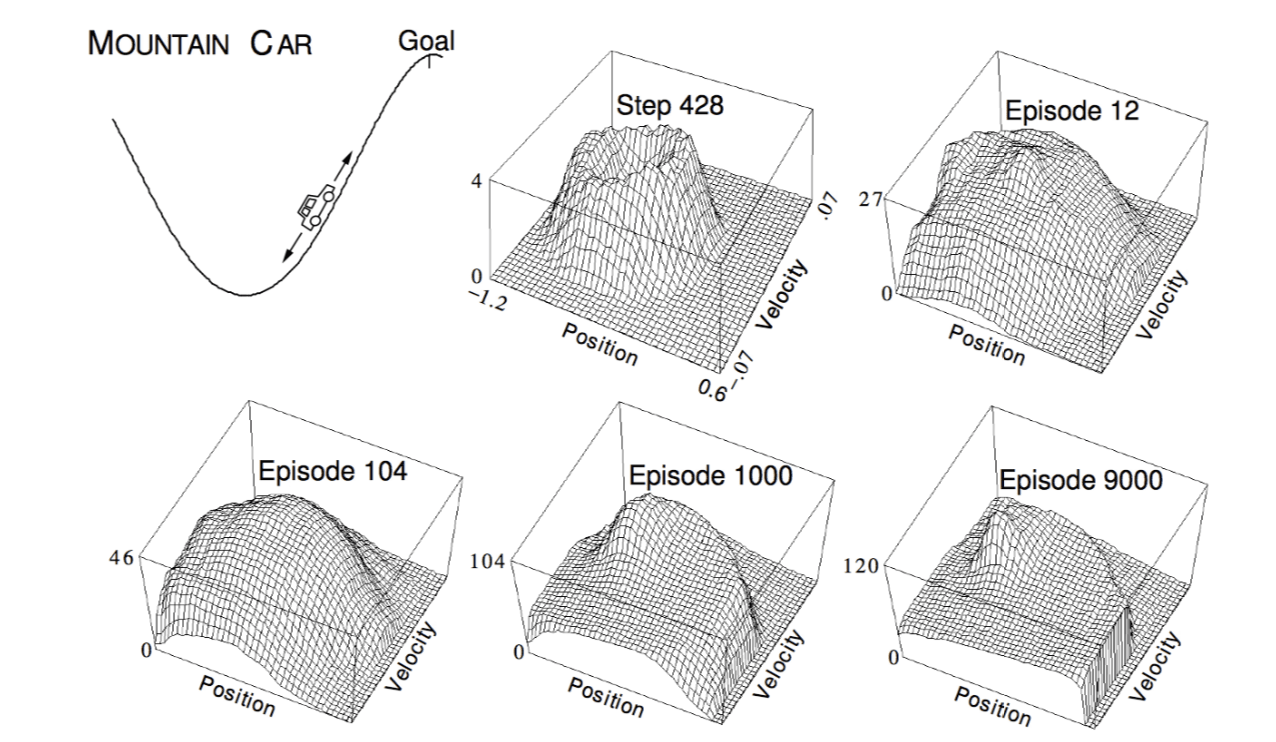 MOUNTAIN CAR
Goal
Step 428
4
0
−1.2
Position
0.6
−.07
Velocity
.07
Episode 12
27
0
Position
Velocity
Episode 104
46
0
Position
Velocity
Episode 1000
104
0
Position
Velocity
Episode 9000
120
0
Position
Velocity